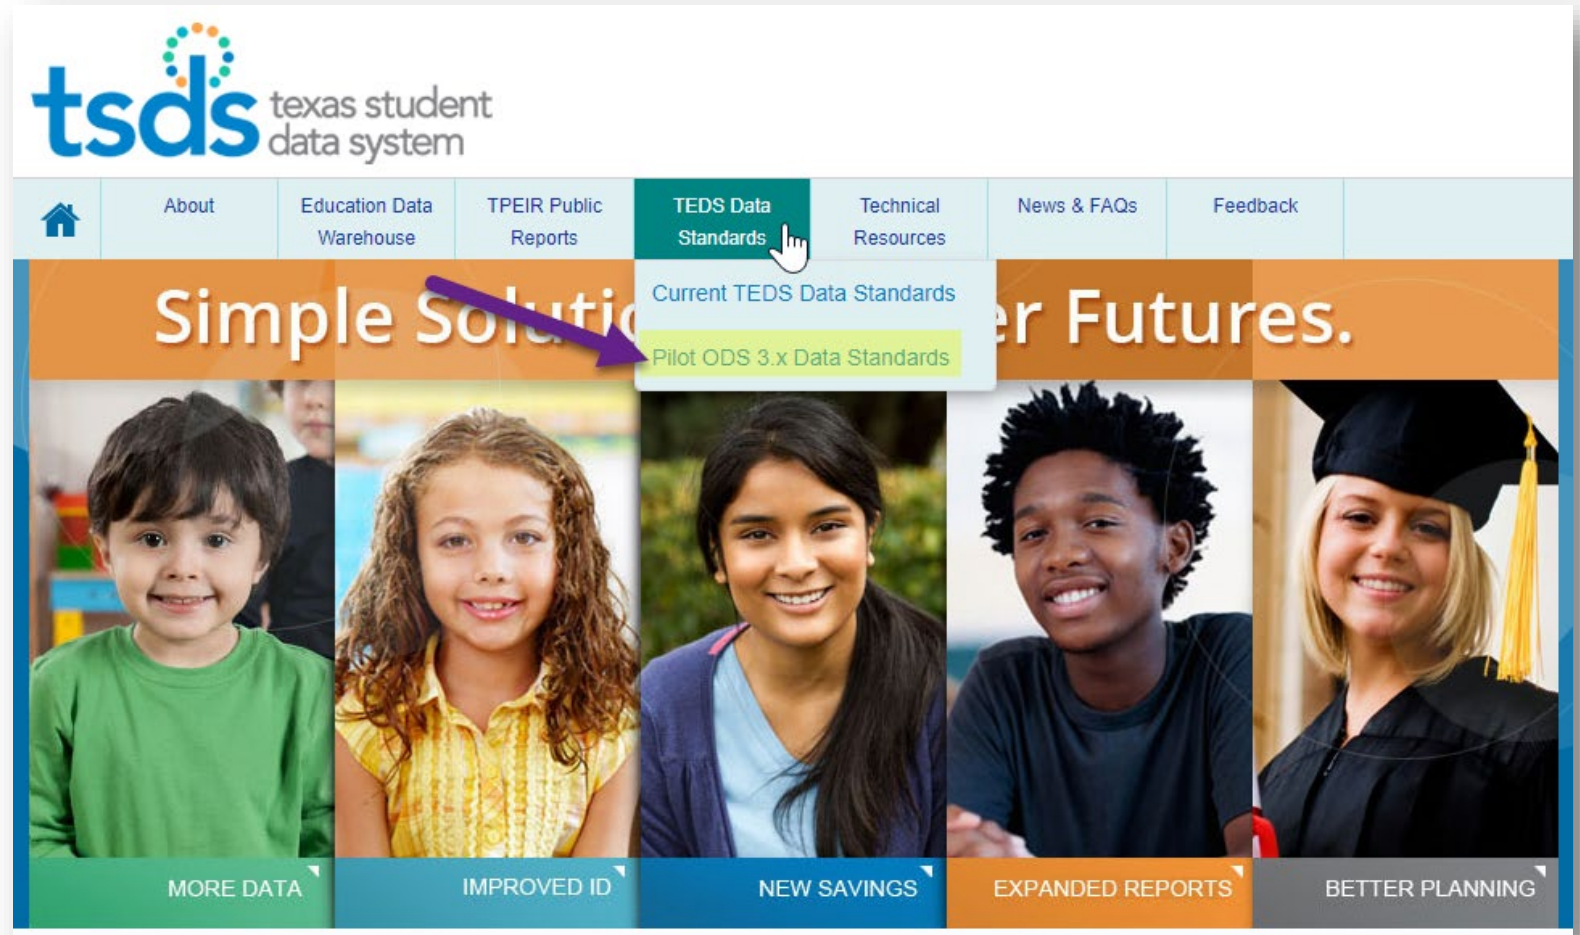 tsds texas student
data system
About
Education Data
Warehouse
TPEIR Public
Reports
TEDS Data
Standards
Technical
Resources
News & FAQs
Feedback
Current TEDS Data Standards
Pilot ODS 3.x Data Standards
Simple Futures.
MORE DATA
IMPROVED ID
NEW SAVINGS
EXPANDED REPORTS
BETTER PLANNING